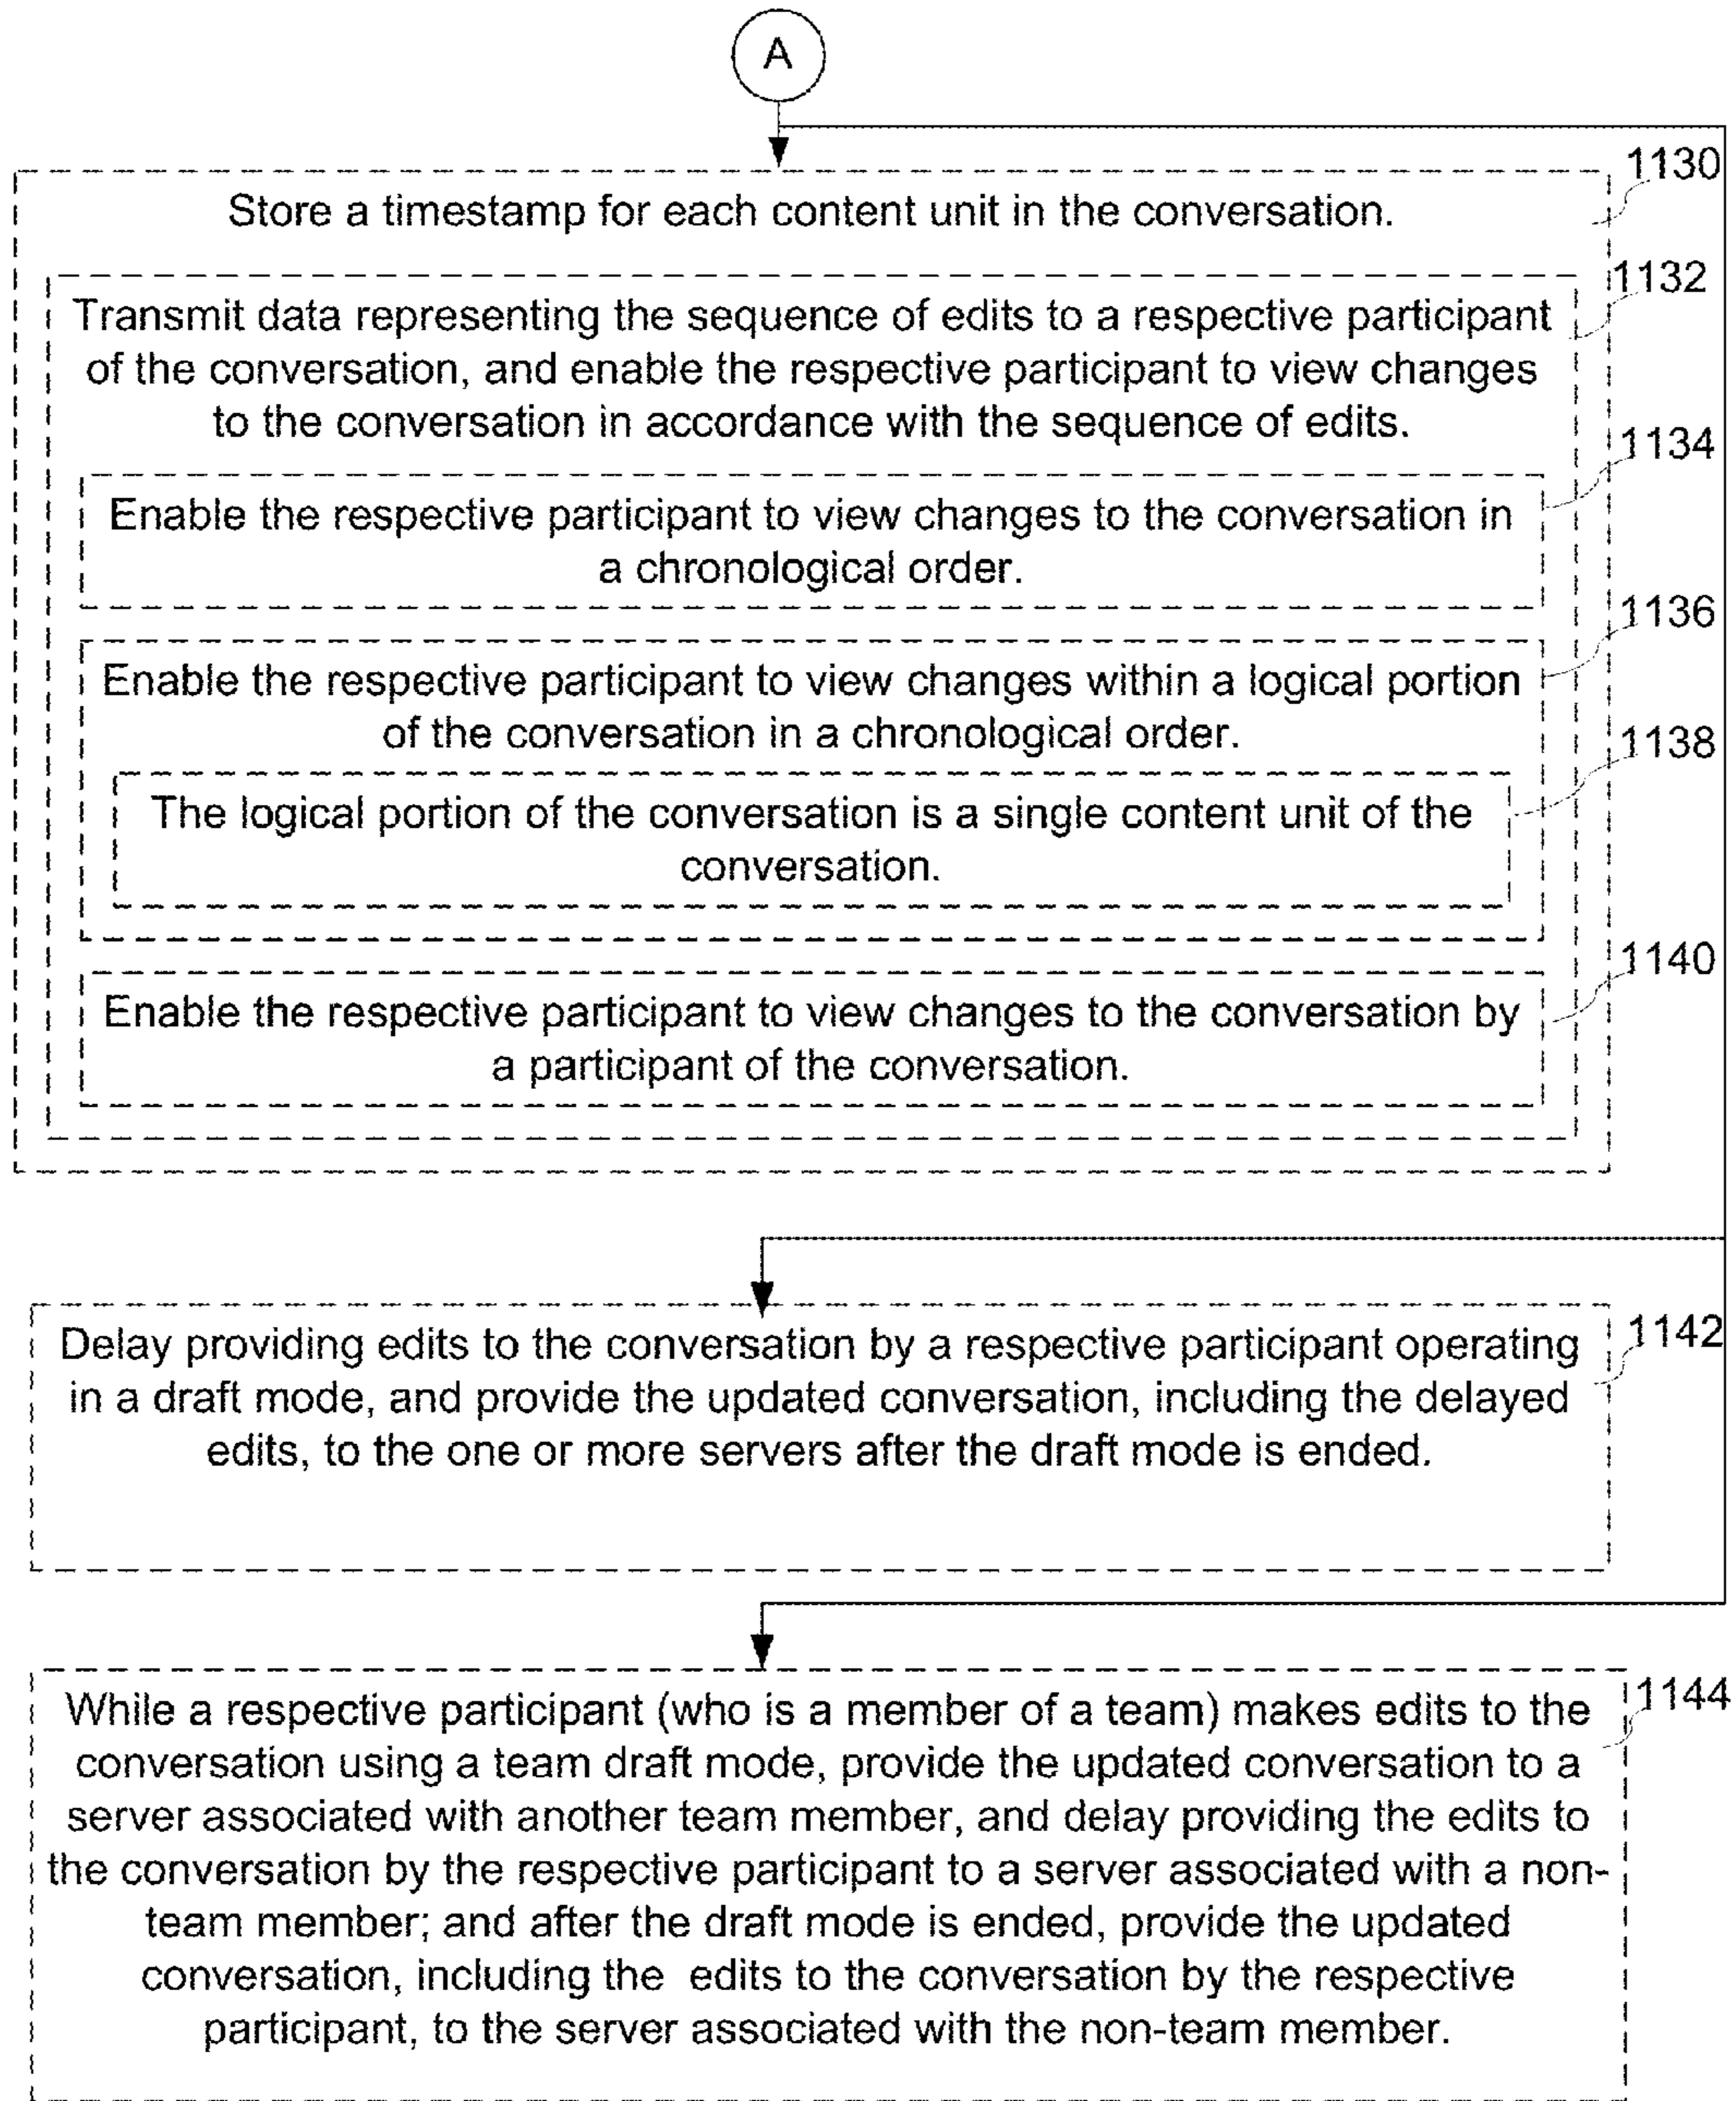 A
1130
Store a timestamp for each content unit in the conversation.
1132
Transmit data representing the sequence of edits to a respective participant
of the conversation, and enable the respective participant to view changes
to the conversation in accordance with the sequence of edits.
1134
Enable the respective participant to view changes to the conversation in
a chronological order.
1136
Enable the respective participant to view changes within a logical portion
of the conversation in a chronological order.
1138
The logical portion of the conversation is a single content unit of the
conversation.
1140
Enable the respective participant to view changes to the conversation by
a participant of the conversation.
1142
Delay providing edits to the conversation by a respective participant operating
in a draft mode, and provide the updated conversation, including the delayed
edits, to the one or more servers after the draft mode is ended.
1144
While a respective participant (who is a member of a team) makes edits to the
conversation using a team draft mode, provide the updated conversation to a
server associated with another team member, and delay providing the edits to
the conversation by the respective participant to a server associated with a non-
team member; and after the draft mode is ended, provide the updated
conversation, including the edits to the conversation by the respective
participant, to the server associated with the non-team member.